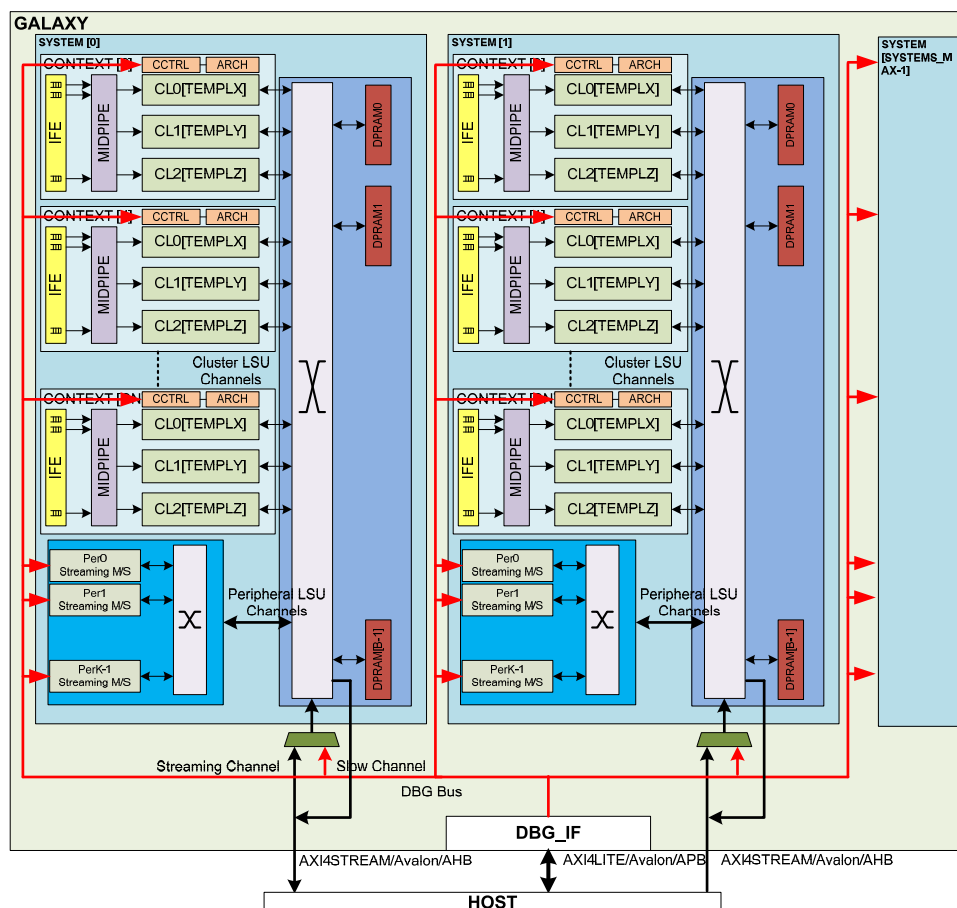 GALAXY
SYSTEM [0]
CONTEXT [
CCTRL
ARCH
IFE
MIDPIPE
CL0[TEMPLX]
CL1[TEMPLY]
CL2[TEMPLZ]
DPRAM0
CONTEXT [
CCTRL
ARCH
IFE
MIDPIPE
CL0[TEMPLX]
CL1[TEMPLY]
CL2[TEMPLZ]
DPRAM1
Cluster LSU
Channels
CONTEXT [
CCTRL
ARCH
IFE
MIDPIPE
CL0[TEMPLX]
CL1[TEMPLY]
CL2[TEMPLZ]
Per0
Streaming M/S
Per1
Streaming M/S
PerK-1
Streaming M/S
Peripheral LSU
Channels
DPRAM[B-1]
SYSTEM [1]
CONTEXT [
CCTRL
ARCH
IFE
MIDPIPE
CL0[TEMPLX]
CL1[TEMPLY]
CL2[TEMPLZ]
DPRAM0
CONTEXT [
CCTRL
ARCH
IFE
MIDPIPE
CL0[TEMPLX]
CL1[TEMPLY]
CL2[TEMPLZ]
DPRAM1
Cluster LSU
Channels
CONTEXT [
CCTRL
ARCH
IFE
MIDPIPE
CL0[TEMPLX]
CL1[TEMPLY]
CL2[TEMPLZ]
Per0
Streaming M/S
Per1
Streaming M/S
PerK-1
Streaming M/S
Peripheral LSU
Channels
DPRAM[B-1]
SYSTEM
[SYSTEMS_M
AX-1]
Streaming Channel
Slow Channel
DBG Bus
DBG_IF
AXI4STREAM/Avalon/AHB
AXI4LITE/Avalon/APB
AXI4STREAM/Avalon/AHB
HOST